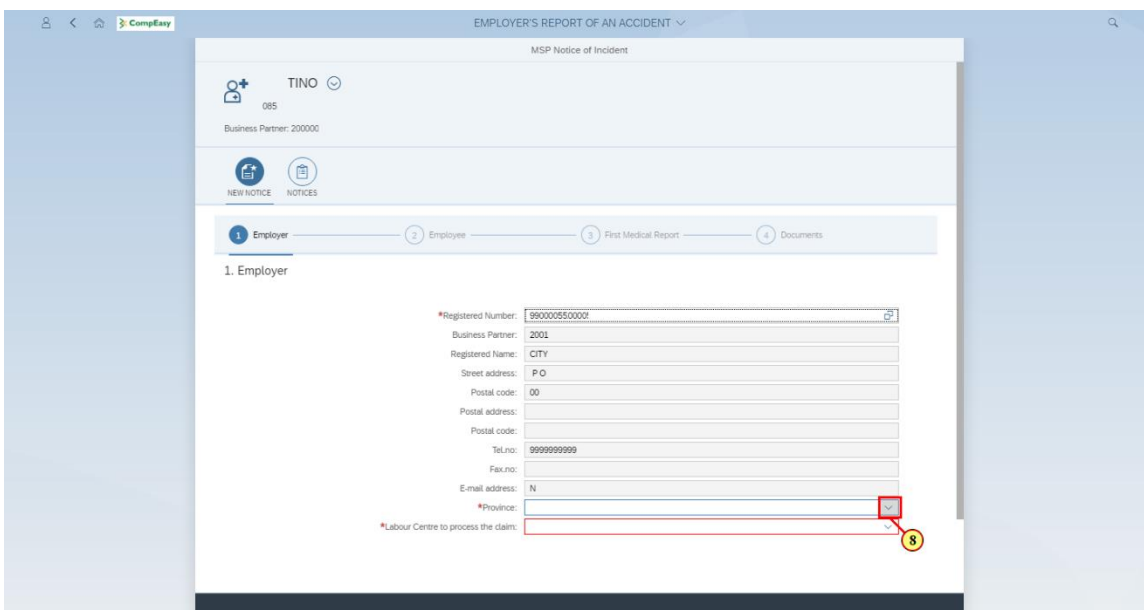 CompEasy
EMPLOYER'S REPORT OF AN ACCIDENT
MSP Notice of Incident
TINO
085
Business Partner: 200000
NEW NOTICE NOTICES
1 Employer 2 Employee 3 First Medical Report 4 Documents
1. Employer
*Registered Number: 990000550000
Business Partner: 2001
Registered Name: CITY
Street address: P O
Postal code: 00
Postal address:
Postal code:
Tel.no: 9999999999
Fax.no:
E-mail address: N
*Province:
*Labour Centre to process the claim:
8